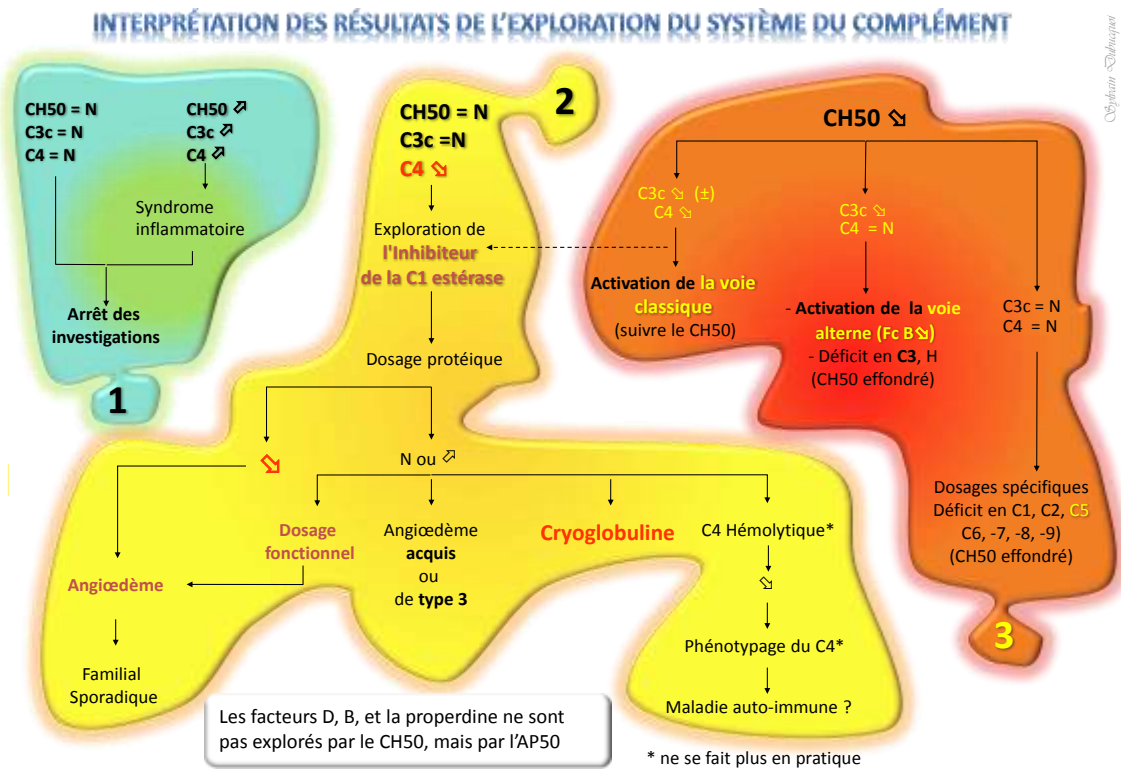 INTERPRÉTATION DES RÉSULTATS DE L'EXPLORATION DU SYSTÈME DU COMPLÉMENT
Sylvain Dubucquoi
CH50 = N
C3c = N
C4 = N
CH50 ⬀
C3c ⬀
C4 ⬀
Syndrome
inflammatoire
Arrêt des
investigations
1
2
CH50 = N
C3c =N
C4 ⬂
Exploration de
l'Inhibiteur
de la C1 estérase
Dosage protéique
⬂
N ou ⬀
Dosage
fonctionnel
Angiœdème
acquis
ou
de type 3
Cryoglobuline
C4 Hémolytique*
⬂
Phénotypage du C4*
Maladie auto-immune ?
Angiœdème
Familial
Sporadique
CH50 ⬂
C3c ⬂ (±)
C4 ⬂
Activation de la voie
classique
(suivre le CH50)
C3c ⬂
C4 = N
- Activation de la voie
alterne (Fc B⬂)
- Déficit en C3, H
(CH50 effondré)
C3c = N
C4 = N
Dosages spécifiques
Déficit en C1, C2, C5
C6, -7, -8, -9)
(CH50 effondré)
3
Les facteurs D, B, et la properdine ne sont
pas explorés par le CH50, mais par l'AP50
* ne se fait plus en pratique